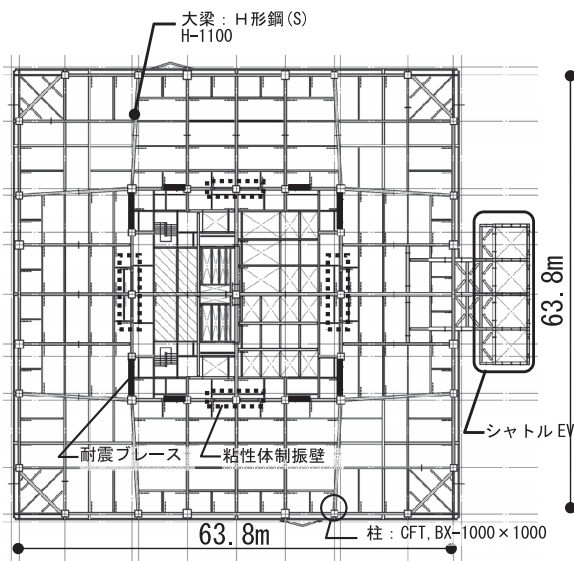 大梁：Ｈ形鋼(S)
H-1100
63.8m
シャトルEV
耐震ブレース
粘性体制振壁
63.8m
柱：CFT, BX-1000×1000